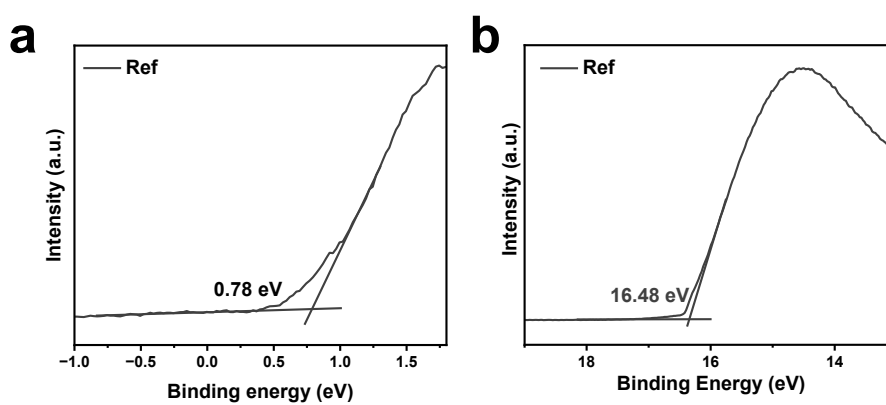 a
Ref
Intensity (a.u.)
0.78 eV
−1.0 −0.5 0.0 0.5 1.0 1.5
Binding energy (eV)
b
Ref
Intensity (a.u.)
16.48 eV
18 16 14
Binding Energy (eV)